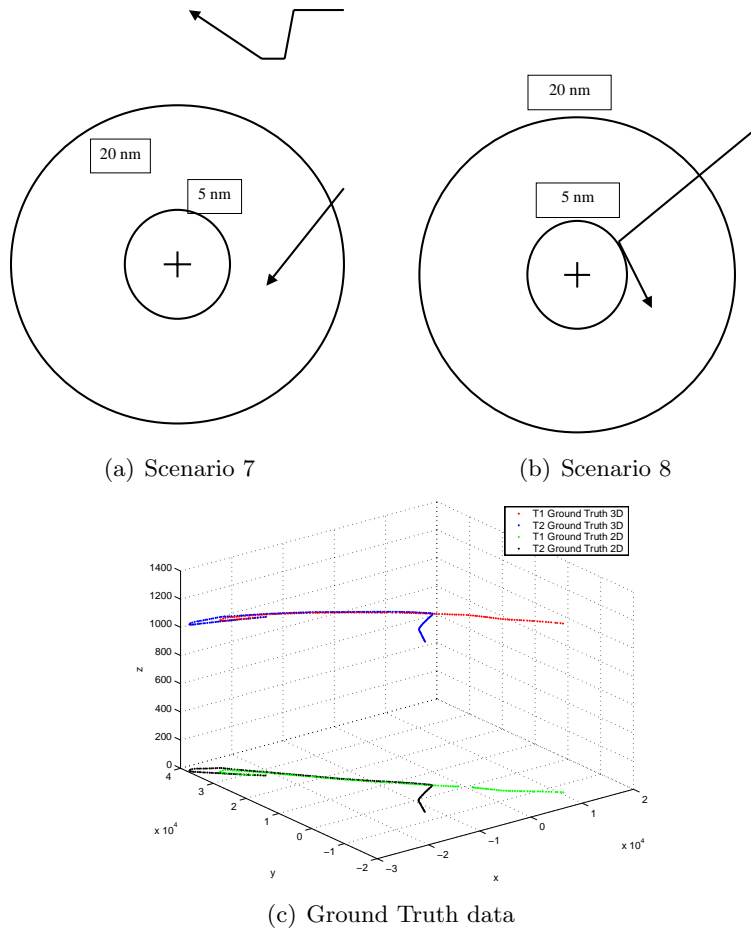 20 nm
5 nm
20 nm
5 nm
(a) Scenario 7
(b) Scenario 8
T1 Ground Truth 3D
T2 Ground Truth 3D
T1 Ground Truth 2D
T2 Ground Truth 2D
1400
1200
1000
800
600
400
200
0
z
4
3
2
1
0
−1
−2
x 10^4
y
−3
−2
−1
0
1
2
x 10^4
x
(c) Ground Truth data